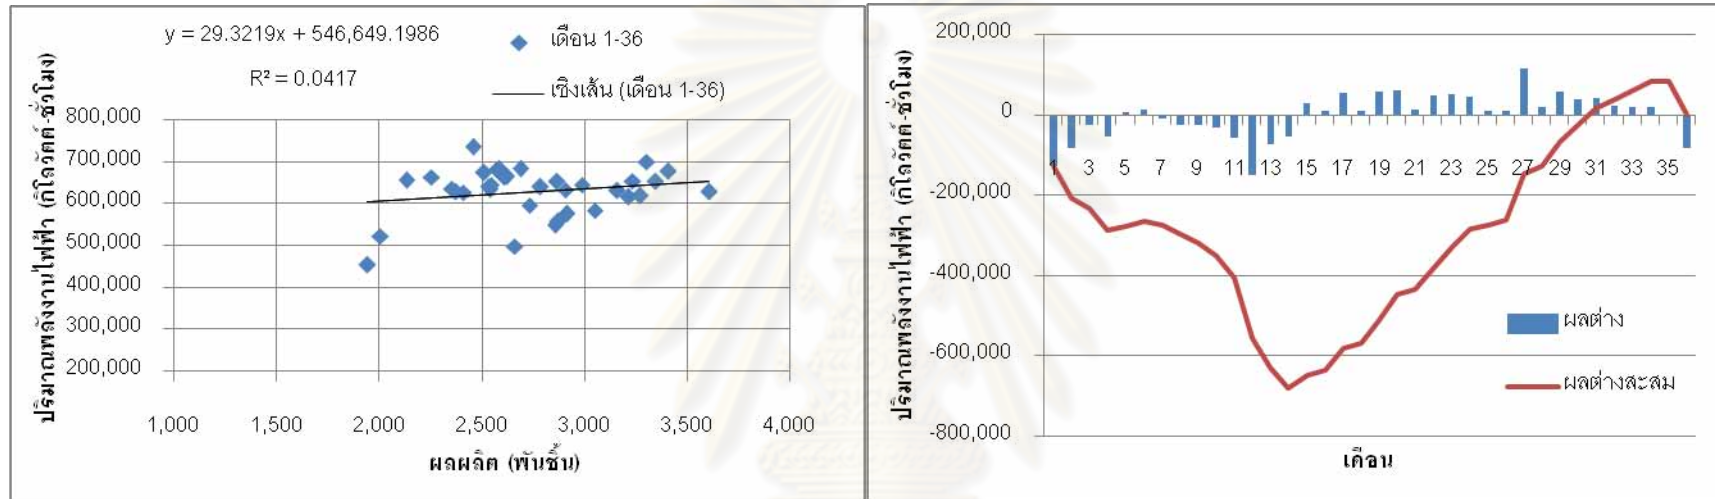 y = 29.3219x + 546,649.1986
R² = 0.0417
เดือน 1-36
เชิงเส้น (เดือน 1-36)
ปริมาณพลังงานไฟฟ้า (กิโลวัตต์-ชั่วโมง)
800,000
700,000
600,000
500,000
400,000
300,000
200,000
1,000 1,500 2,000 2,500 3,000 3,500 4,000
ผลผลิต (พันชิ้น)
ปริมาณพลังงานไฟฟ้า (กิโลวัตต์-ชั่วโมง)
200,000
0
1 3 5 7 9 11 13 15 17 19 21 23 25 27 29 31 33 35
-200,000
-400,000
-600,000
-800,000
ผลต่าง
ผลต่างสะสม
เดือน